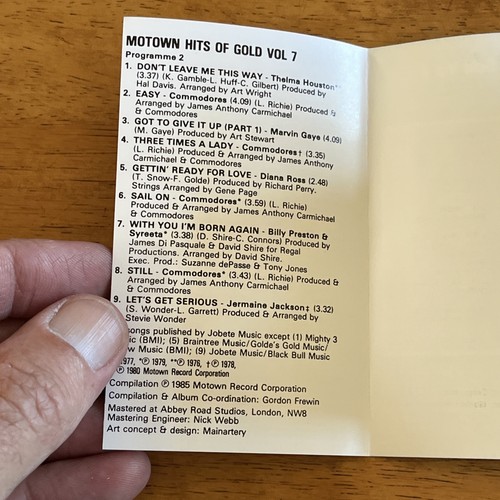 MOTOWN HITS OF GOLD VOL 7
Programme 2
1. DON'T LEAVE ME THIS WAY - Thelma Houston**
(3.37) (K. Gamble-L. Huff-C. Gilbert) Produced by
Hal Davis. Arranged by Art Wright
2. EASY - Commodores (4.09) (L. Richie) Produced &
Arranged by James Anthony Carmichael
& Commodores
3. GOT TO GIVE IT UP (PART 1) - Marvin Gaye (4.09)
(M. Gaye) Produced by Art Stewart
4. THREE TIMES A LADY - Commodores† (3.35)
(L. Richie) Produced & Arranged by James Anthony
Carmichael & Commodores
5. GETTIN' READY FOR LOVE - Diana Ross (2.48)
(T. Snow-F. Golde) Produced by Richard Perry.
Strings Arranged by Gene Page
6. SAIL ON - Commodores* (3.59) (L. Richie)
Produced & Arranged by James Anthony Carmichael
& Commodores
7. WITH YOU I'M BORN AGAIN - Billy Preston &
Syreeta* (3.38) (D. Shire-C. Connors) Produced by
James Di Pasquale & David Shire for Regal
Productions. Arranged by David Shire.
Exec. Prod.: Suzanne dePasse & Tony Jones
8. STILL - Commodores* (3.43) (L. Richie) Produced &
Arranged by James Anthony Carmichael
& Commodores
9. LET'S GET SERIOUS - Jermaine Jackson‡ (3.32)
(S. Wonder-L. Garrett) Produced & Arranged by
Stevie Wonder
songs published by Jobete Music except (1) Mighty 3
ic (BMI); (5) Braintree Music/Golde's Gold Music/
w Music (BMI); (9) Jobete Music/Black Bull Music
977, *℗ 1979, **℗ 1976, †℗ 1978,
℗ 1980 Motown Record Corporation
Compilation ℗ 1985 Motown Record Corporation
Compilation & Album Co-ordination: Gordon Frewin
Mastered at Abbey Road Studios, London, NW8
Mastering Engineer: Nick Webb
Art concept & design: Mainartery